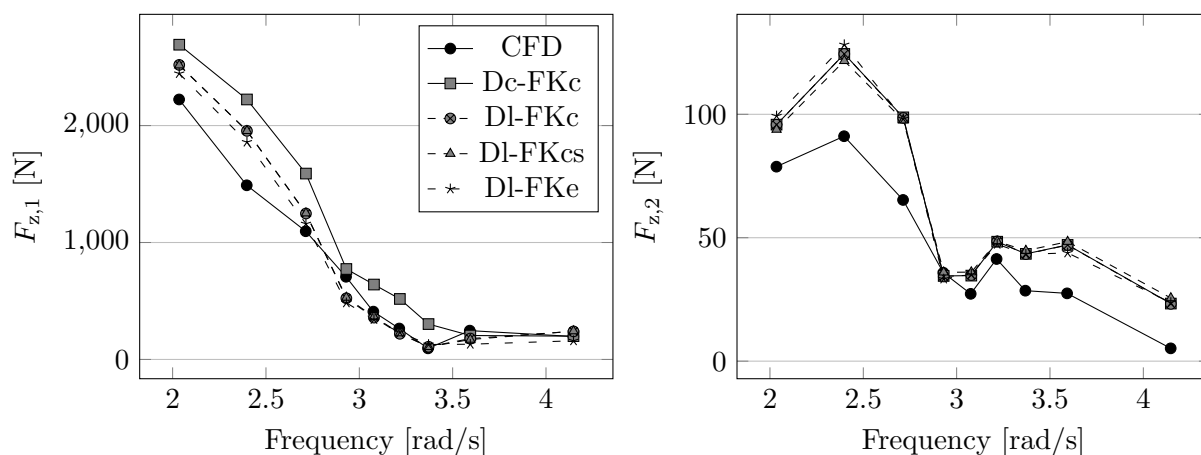 CFD
Dc-FKc
Dl-FKc
Dl-FKcs
Dl-FKe
2,000
1,000
0
F_z,1 [N]
2 2.5 3 3.5 4
Frequency [rad/s]
100
50
0
F_z,2 [N]
2 2.5 3 3.5 4
Frequency [rad/s]